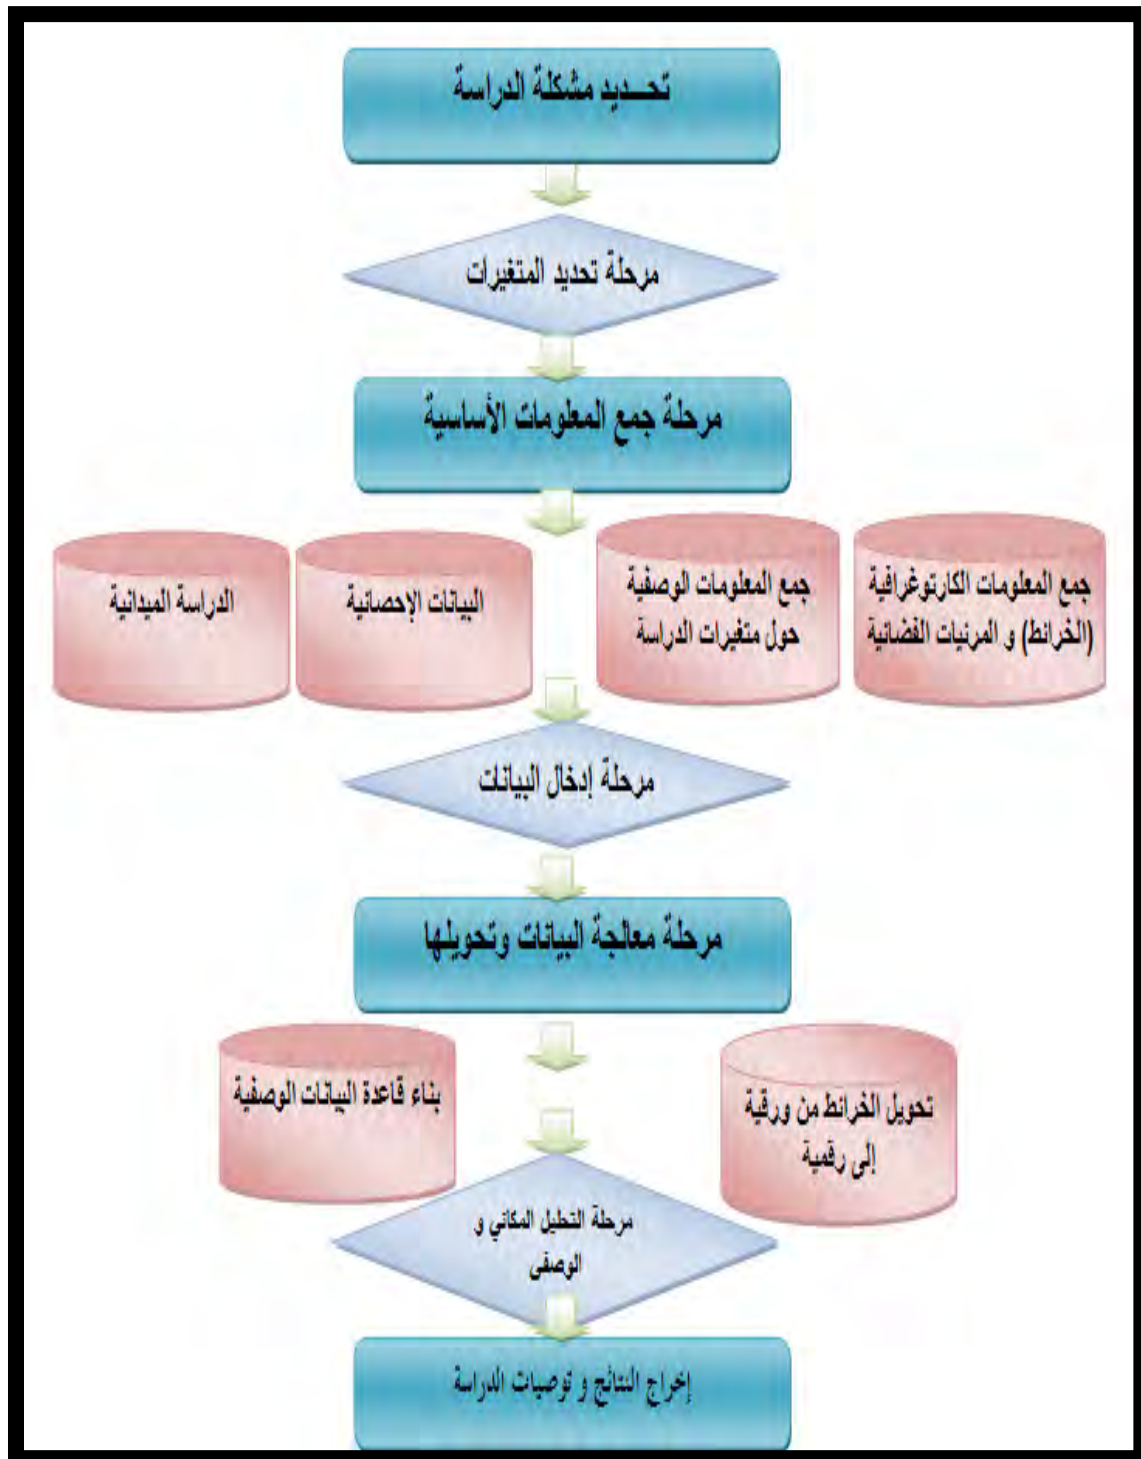 تحـــديد مشكلة الدراسة
مرحلة تحديد المتغيرات
مرحلة جمع المعلومات الأساسية
جمع المعلومات الكارتوغرافية
(الخرائط) و المرئيات الفضائية
جمع المعلومات الوصفية
حول متغيرات الدراسة
البيانات الإحصائية
الدراسة الميدانية
مرحلة إدخال البيانات
مرحلة معالجة البيانات وتحويلها
تحويل الخرائط من ورقية
إلى رقمية
بناء قاعدة البيانات الوصفية
مرحلة التحليل المكاني و
الوصفى
إخراج النتائج و توصيات الدراسة